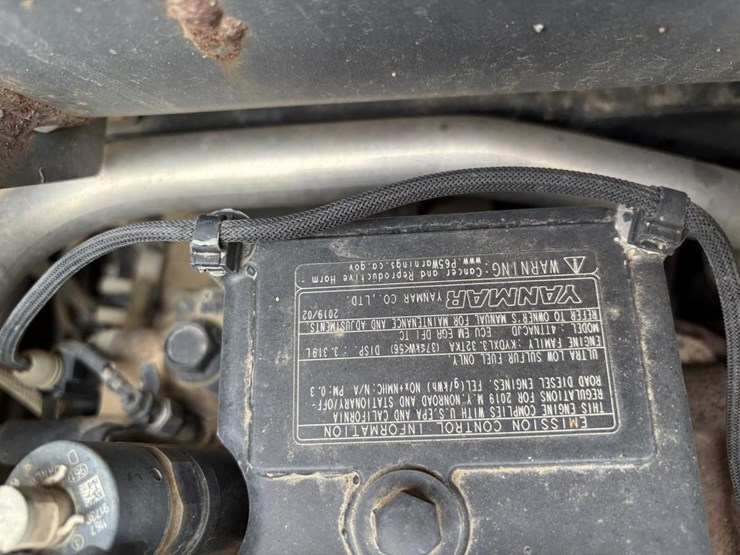 EMISSION CONTROL INFORMATION
THIS ENGINE COMPLIES WITH U.S.EPA AND CALIFORNIA
REGULATIONS FOR 2019 M.Y.NONROAD AND STATIONARY/OFF-
ROAD DIESEL ENGINES. FEL(g/kWh) NOx+NMHC:N/A PM:0.3
ULTRA LOW SULFUR FUEL ONLY
ENGINE FAMILY :KYDXL3.32TKA (37≤kW<56) DISP. :3.319L
MODEL :4TNAC3D ECU EM EGR DFI TC
REFER TO OWNER'S MANUAL FOR MAINTENANCE AND ADJUSTMENTS.
YANMAR YANMAR CO.,LTD. 2019/02
⚠ WARNING: Cancer and Reproductive Harm -
www.P65Warnings.ca.gov